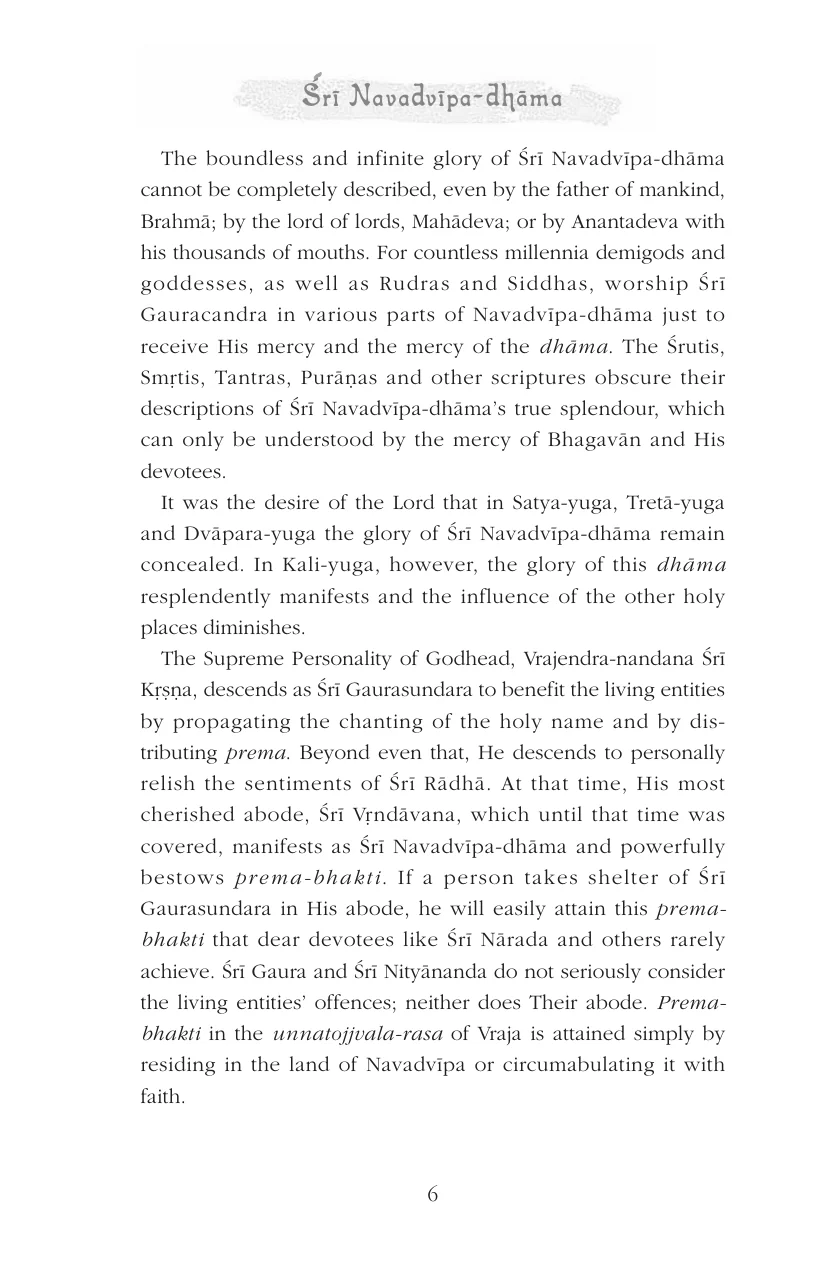 Śrī Navadvīpa-dhāma
The boundless and infinite glory of Śrī Navadvīpa-dhāma
cannot be completely described, even by the father of mankind,
Brahmā; by the lord of lords, Mahādeva; or by Anantadeva with
his thousands of mouths. For countless millennia demigods and
goddesses, as well as Rudras and Siddhas, worship Śrī
Gauracandra in various parts of Navadvīpa-dhāma just to
receive His mercy and the mercy of the dhāma. The Śrutis,
Smṛtis, Tantras, Purāṇas and other scriptures obscure their
descriptions of Śrī Navadvīpa-dhāma’s true splendour, which
can only be understood by the mercy of Bhagavān and His
devotees.
It was the desire of the Lord that in Satya-yuga, Tretā-yuga
and Dvāpara-yuga the glory of Śrī Navadvīpa-dhāma remain
concealed. In Kali-yuga, however, the glory of this dhāma
resplendently manifests and the influence of the other holy
places diminishes.
The Supreme Personality of Godhead, Vrajendra-nandana Śrī
Kṛṣṇa, descends as Śrī Gaurasundara to benefit the living entities
by propagating the chanting of the holy name and by dis-
tributing prema. Beyond even that, He descends to personally
relish the sentiments of Śrī Rādhā. At that time, His most
cherished abode, Śrī Vṛndāvana, which until that time was
covered, manifests as Śrī Navadvīpa-dhāma and powerfully
bestows prema-bhakti. If a person takes shelter of Śrī
Gaurasundara in His abode, he will easily attain this prema-
bhakti that dear devotees like Śrī Nārada and others rarely
achieve. Śrī Gaura and Śrī Nityānanda do not seriously consider
the living entities’ offences; neither does Their abode. Prema-
bhakti in the unnatojjvala-rasa of Vraja is attained simply by
residing in the land of Navadvīpa or circumabulating it with
faith.
6